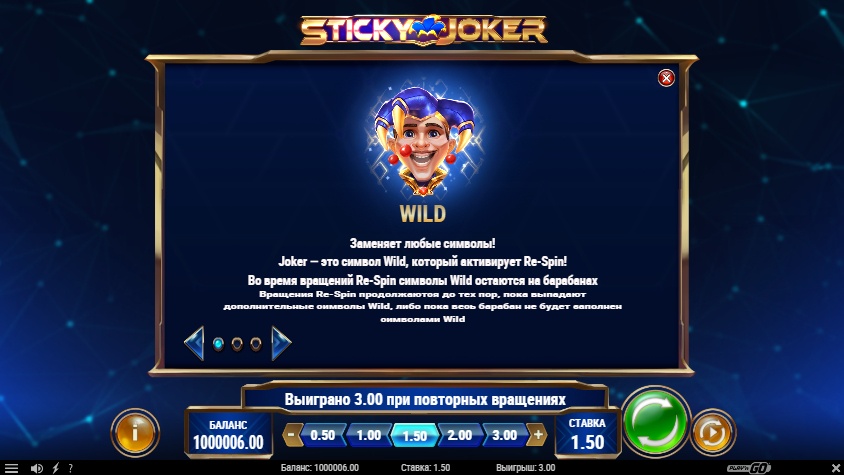 STICKY JOKER
WILD
Заменяет любые символы!
Joker — это символ Wild, который активирует Re-Spin!
Во время вращений Re-Spin символы Wild остаются на барабанах
Вращения Re-Spin продолжаются до тех пор, пока выпадают
дополнительные символы Wild, либо пока весь барабан не будет заполнен
символами Wild
Выиграно 3.00 при повторных вращениях
i
БАЛАНС
1000006.00
- 0.50 1.00 1.50 2.00 3.00 +
СТАВКА
1.50
? Баланс: 1000006.00 Ставка: 1.50 Выигрыш: 3.00 PLAY'N GO